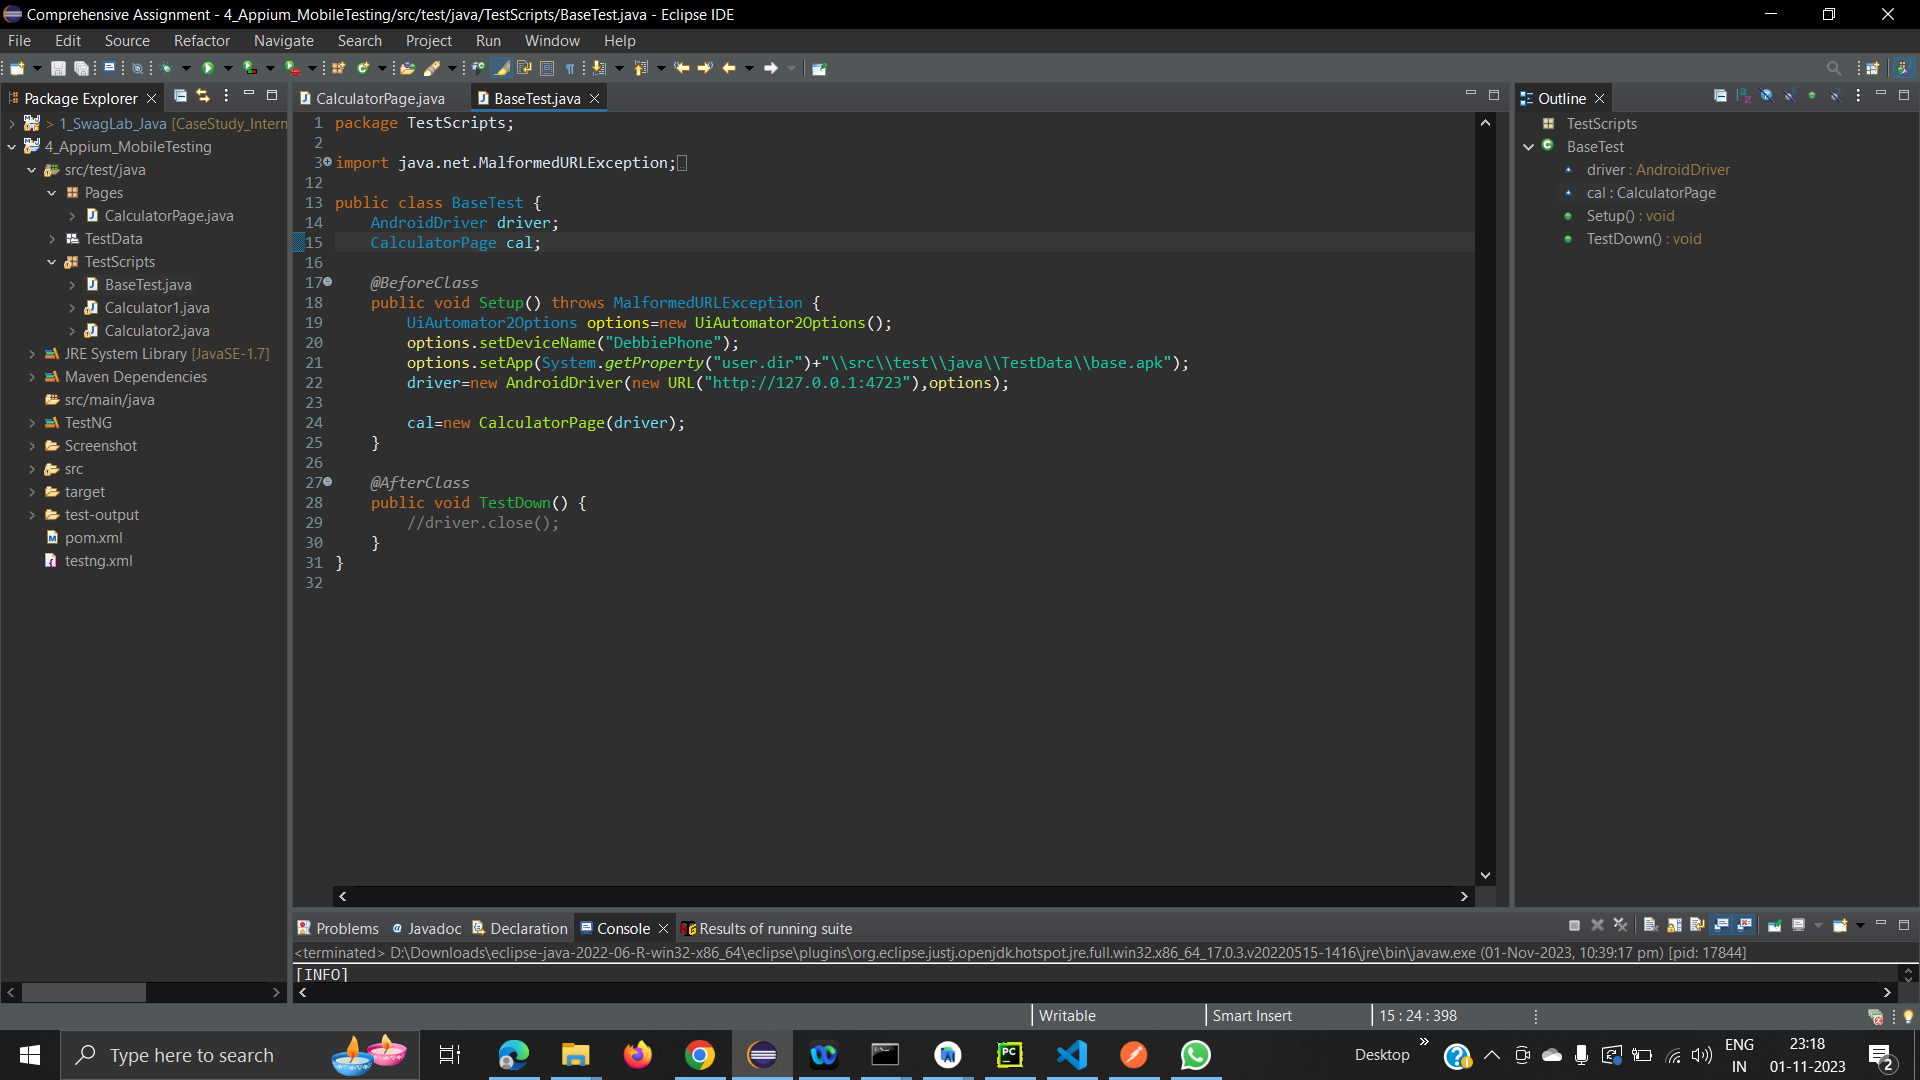 Comprehensive Assignment - 4_Appium_MobileTesting/src/test/java/TestScripts/BaseTest.java - Eclipse IDE
File Edit Source Refactor Navigate Search Project Run Window Help
Package Explorer
> 1_SwagLab_Java [CaseStudy_Intern
4_Appium_MobileTesting
src/test/java
Pages
CalculatorPage.java
TestData
TestScripts
BaseTest.java
Calculator1.java
Calculator2.java
JRE System Library [JavaSE-1.7]
Maven Dependencies
src/main/java
TestNG
Screenshot
src
target
test-output
pom.xml
testng.xml
CalculatorPage.java BaseTest.java
1 package TestScripts;
2
3 import java.net.MalformedURLException;
12
13 public class BaseTest {
14 AndroidDriver driver;
15 CalculatorPage cal;
16
17 @BeforeClass
18 public void Setup() throws MalformedURLException {
19 UiAutomator2Options options=new UiAutomator2Options();
20 options.setDeviceName("DebbiePhone");
21 options.setApp(System.getProperty("user.dir")+"\\src\\test\\java\\TestData\\base.apk");
22 driver=new AndroidDriver(new URL("http://127.0.0.1:4723"),options);
23
24 cal=new CalculatorPage(driver);
25 }
26
27 @AfterClass
28 public void TestDown() {
29 //driver.close();
30 }
31 }
32
Outline
TestScripts
BaseTest
driver : AndroidDriver
cal : CalculatorPage
Setup() : void
TestDown() : void
Problems Javadoc Declaration Console Results of running suite
<terminated> D:\Downloads\eclipse-java-2022-06-R-win32-x86_64\eclipse\plugins\org.eclipse.justj.openjdk.hotspot.jre.full.win32.x86_64_17.0.3.v20220515-1416\jre\bin\javaw.exe (01-Nov-2023, 10:39:17 pm) [pid: 17844]
[INFO]
Writable Smart Insert 15 : 24 : 398
Type here to search
PC
Desktop
ENG
IN
23:18
01-11-2023
2